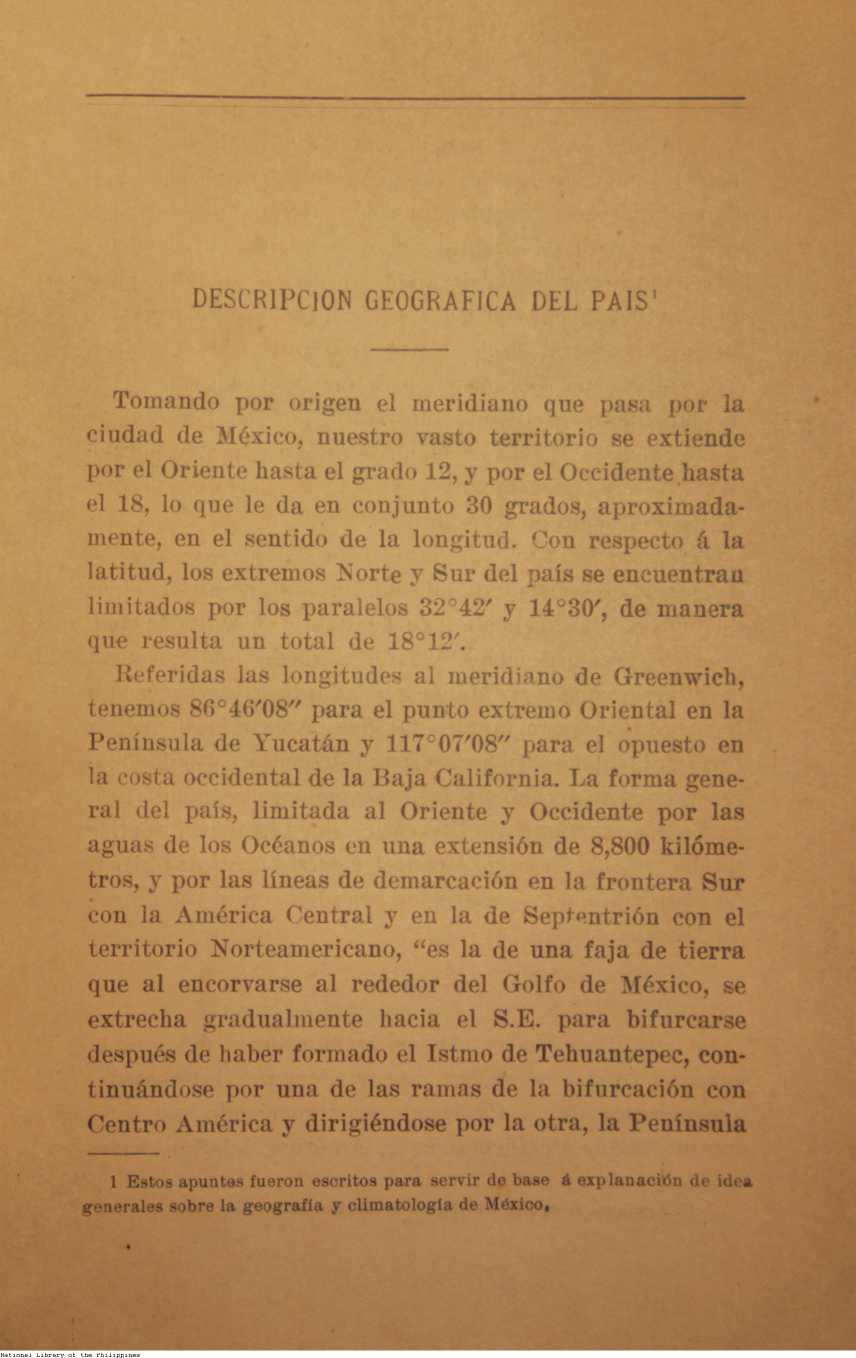 DESCRIPCION GEOGRAFICA DEL PAIS¹
Tomando por origen el meridiano que pasa por la
ciudad de México, nuestro vasto territorio se extiende
por el Oriente hasta el grado 12, y por el Occidente hasta
el 18, lo que le da en conjunto 30 grados, aproximada-
mente, en el sentido de la longitud. Con respecto á la
latitud, los extremos Norte y Sur del país se encuentran
limitados por los paralelos 32°42′ y 14°30′, de manera
que resulta un total de 18°12′.
Referidas las longitudes al meridiano de Greenwich,
tenemos 86°46′08″ para el punto extremo Oriental en la
Península de Yucatán y 117°07′08″ para el opuesto en
la costa occidental de la Baja California. La forma gene-
ral del país, limitada al Oriente y Occidente por las
aguas de los Océanos en una extensión de 8,800 kilóme-
tros, y por las líneas de demarcación en la frontera Sur
con la América Central y en la de Septentrión con el
territorio Norteamericano, “es la de una faja de tierra
que al encorvarse al rededor del Golfo de México, se
extrecha gradualmente hacia el S.E. para bifurcarse
después de haber formado el Istmo de Tehuantepec, con-
tinuándose por una de las ramas de la bifurcación con
Centro América y dirigiéndose por la otra, la Península
1 Estos apuntes fueron escritos para servir de base á explanación de idea
generales sobre la geografía y climatología de México.
National Library of the Philippines